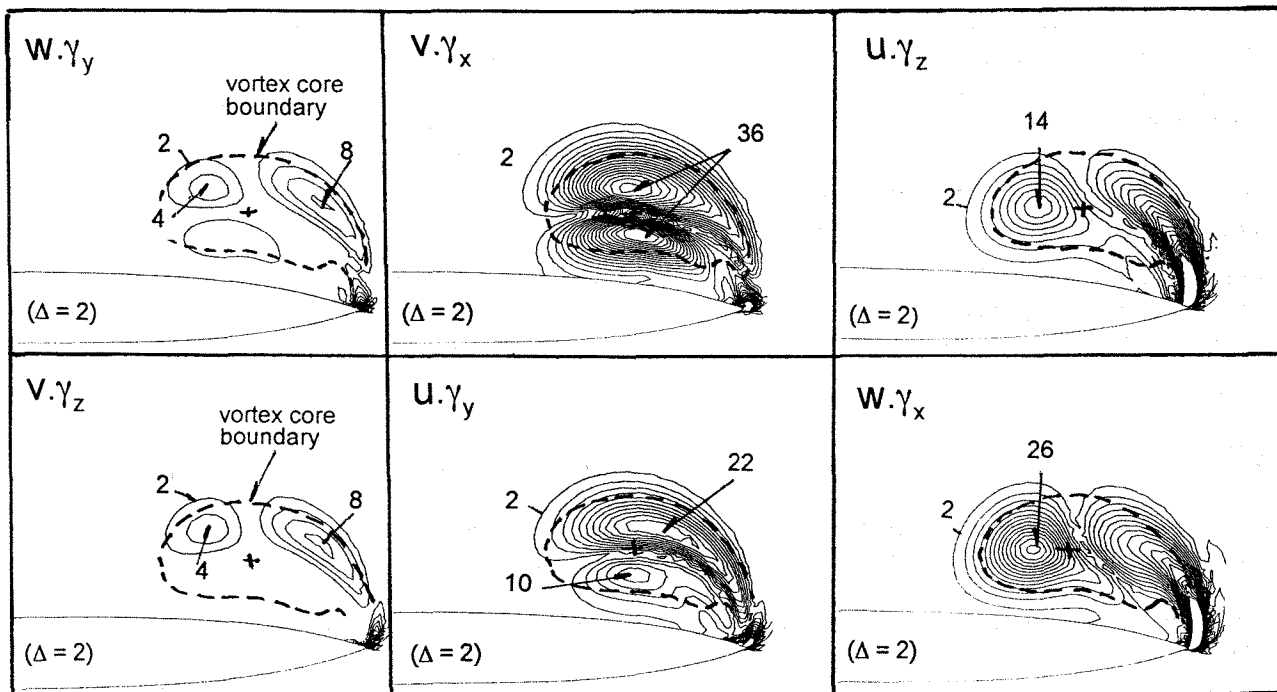 w.γy
vortex core
boundary
2
8
4
(Δ = 2)
v.γx
36
2
(Δ = 2)
u.γz
14
2
(Δ = 2)
v.γz
vortex core
boundary
2
8
4
(Δ = 2)
u.γy
22
2
10
(Δ = 2)
w.γx
26
2
(Δ = 2)